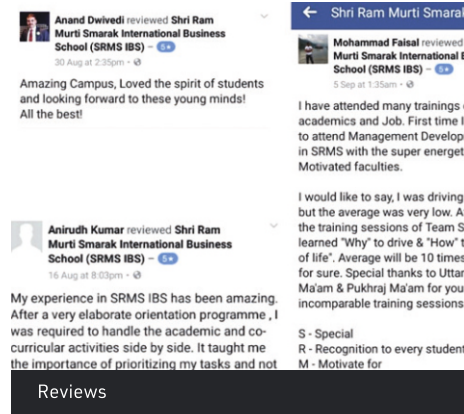 Anand Dwivedi reviewed Shri Ram
Murti Smarak International Business
School (SRMS IBS) – 5★
30 Aug at 2:35pm •
Amazing Campus, Loved the spirit of students
and looking forward to these young minds!
All the best!
Anirudh Kumar reviewed Shri Ram
Murti Smarak International Business
School (SRMS IBS) – 5★
16 Aug at 8:03pm •
My experience in SRMS IBS has been amazing.
After a very elaborate orientation programme , I
was required to handle the academic and co-
curricular activities side by side. It taught me
the importance of prioritizing my tasks and not
← Shri Ram Murti Smarak
Mohammad Faisal reviewed
Murti Smarak International B
School (SRMS IBS) – 5★
5 Sep at 1:35am •
I have attended many trainings
academics and Job. First time I
to attend Management Develop
in SRMS with the super energet
Motivated faculties.
I would like to say, I was driving
but the average was very low. A
the training sessions of Team S
learned "Why" to drive & "How" t
of life". Average will be 10 times
for sure. Special thanks to Uttar
Ma'am & Pukhraj Ma'am for you
incomparable training sessions
S - Special
R - Recognition to every student
M - Motivate for
Reviews